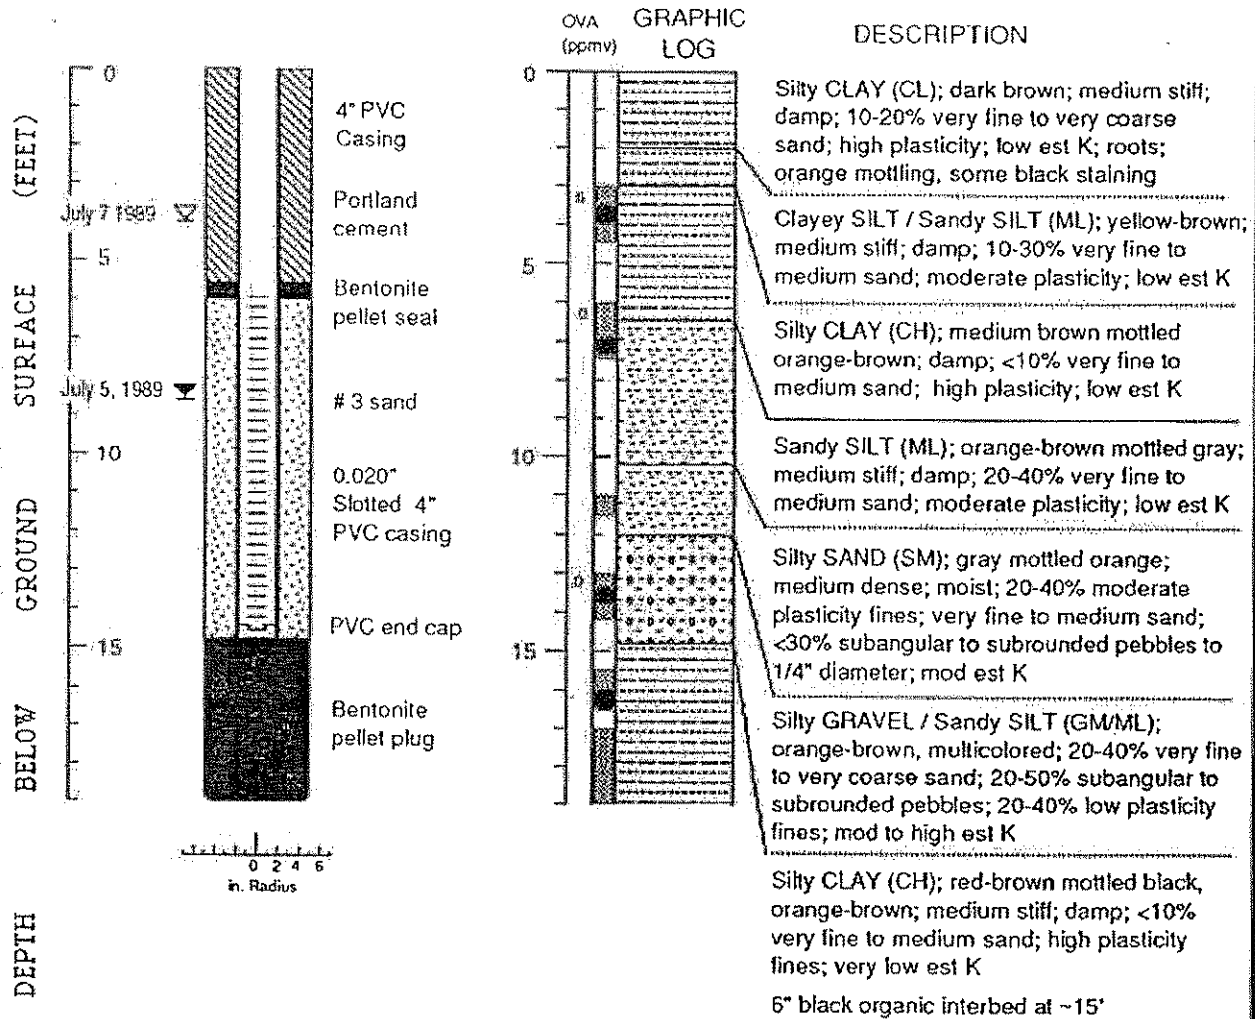 DEPTH BELOW GROUND SURFACE (FEET)
0
5
10
15
July 7 1989
July 5, 1989
4" PVC
Casing
Portland
cement
Bentonite
pellet seal
# 3 sand
0.020"
Slotted 4"
PVC casing
PVC end cap
Bentonite
pellet plug
0 2 4 6
in. Radius
OVA
(ppmv)
GRAPHIC
LOG
0
5
10
15
0
0
0
DESCRIPTION
Silty CLAY (CL); dark brown; medium stiff;
damp; 10-20% very fine to very coarse
sand; high plasticity; low est K; roots;
orange mottling, some black staining
Clayey SILT / Sandy SILT (ML); yellow-brown;
medium stiff; damp; 10-30% very fine to
medium sand; moderate plasticity; low est K
Silty CLAY (CH); medium brown mottled
orange-brown; damp; <10% very fine to
medium sand; high plasticity; low est K
Sandy SILT (ML); orange-brown mottled gray;
medium stiff; damp; 20-40% very fine to
medium sand; moderate plasticity; low est K
Silty SAND (SM); gray mottled orange;
medium dense; moist; 20-40% moderate
plasticity fines; very fine to medium sand;
<30% subangular to subrounded pebbles to
1/4" diameter; mod est K
Silty GRAVEL / Sandy SILT (GM/ML);
orange-brown, multicolored; 20-40% very fine
to very coarse sand; 20-50% subangular to
subrounded pebbles; 20-40% low plasticity
fines; mod to high est K
Silty CLAY (CH); red-brown mottled black,
orange-brown; medium stiff; damp; <10%
very fine to medium sand; high plasticity
fines; very low est K
6" black organic interbed at ~15'